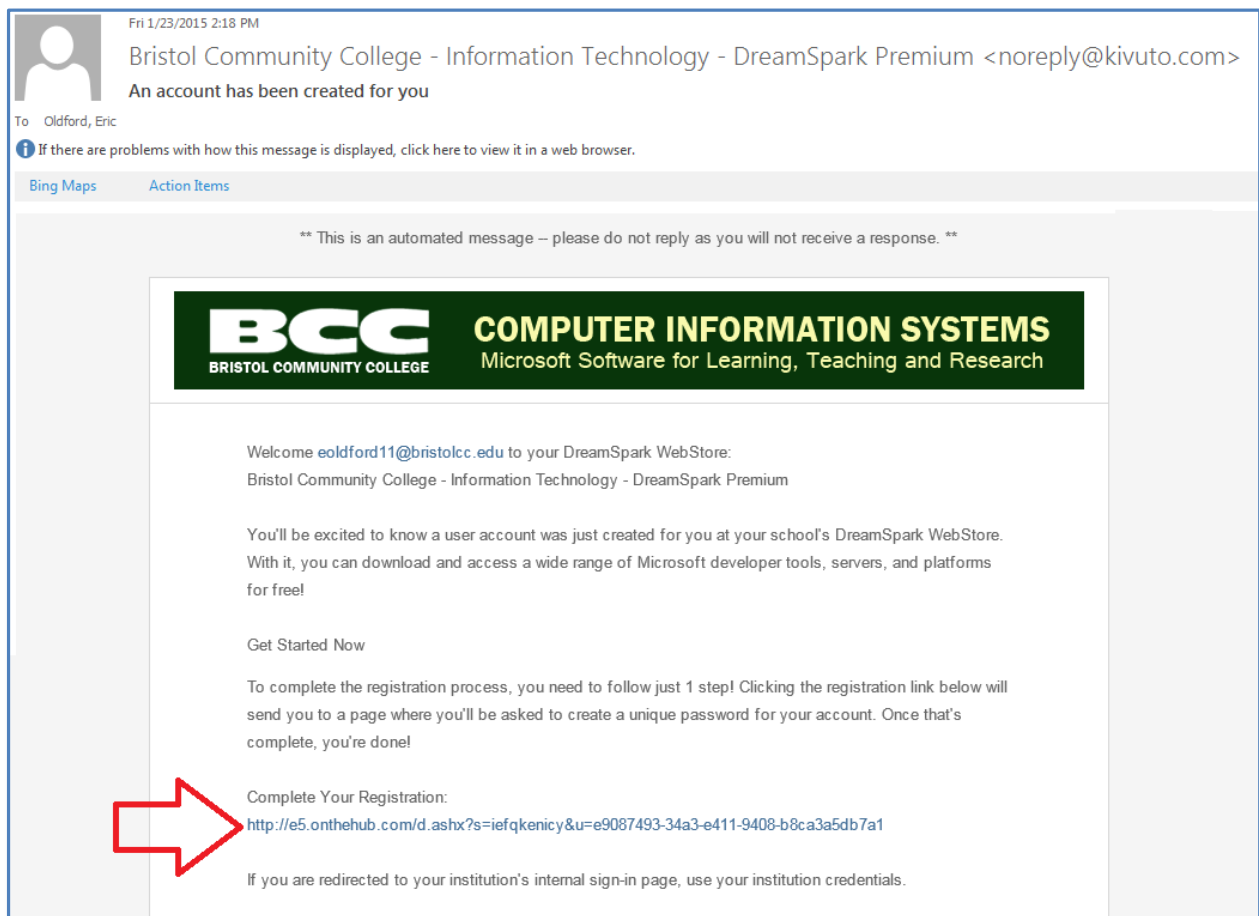 Fri 1/23/2015 2:18 PM
Bristol Community College - Information Technology - DreamSpark Premium <noreply@kivuto.com>
An account has been created for you
To Oldford, Eric
If there are problems with how this message is displayed, click here to view it in a web browser.
Bing Maps Action Items
** This is an automated message -- please do not reply as you will not receive a response. **
BCC
BRISTOL COMMUNITY COLLEGE
COMPUTER INFORMATION SYSTEMS
Microsoft Software for Learning, Teaching and Research
Welcome eoldford11@bristolcc.edu to your DreamSpark WebStore:
Bristol Community College - Information Technology - DreamSpark Premium
You'll be excited to know a user account was just created for you at your school's DreamSpark WebStore.
With it, you can download and access a wide range of Microsoft developer tools, servers, and platforms
for free!
Get Started Now
To complete the registration process, you need to follow just 1 step! Clicking the registration link below will
send you to a page where you'll be asked to create a unique password for your account. Once that's
complete, you're done!
Complete Your Registration:
http://e5.onthehub.com/d.ashx?s=iefqkenicy&u=e9087493-34a3-e411-9408-b8ca3a5db7a1
If you are redirected to your institution's internal sign-in page, use your institution credentials.